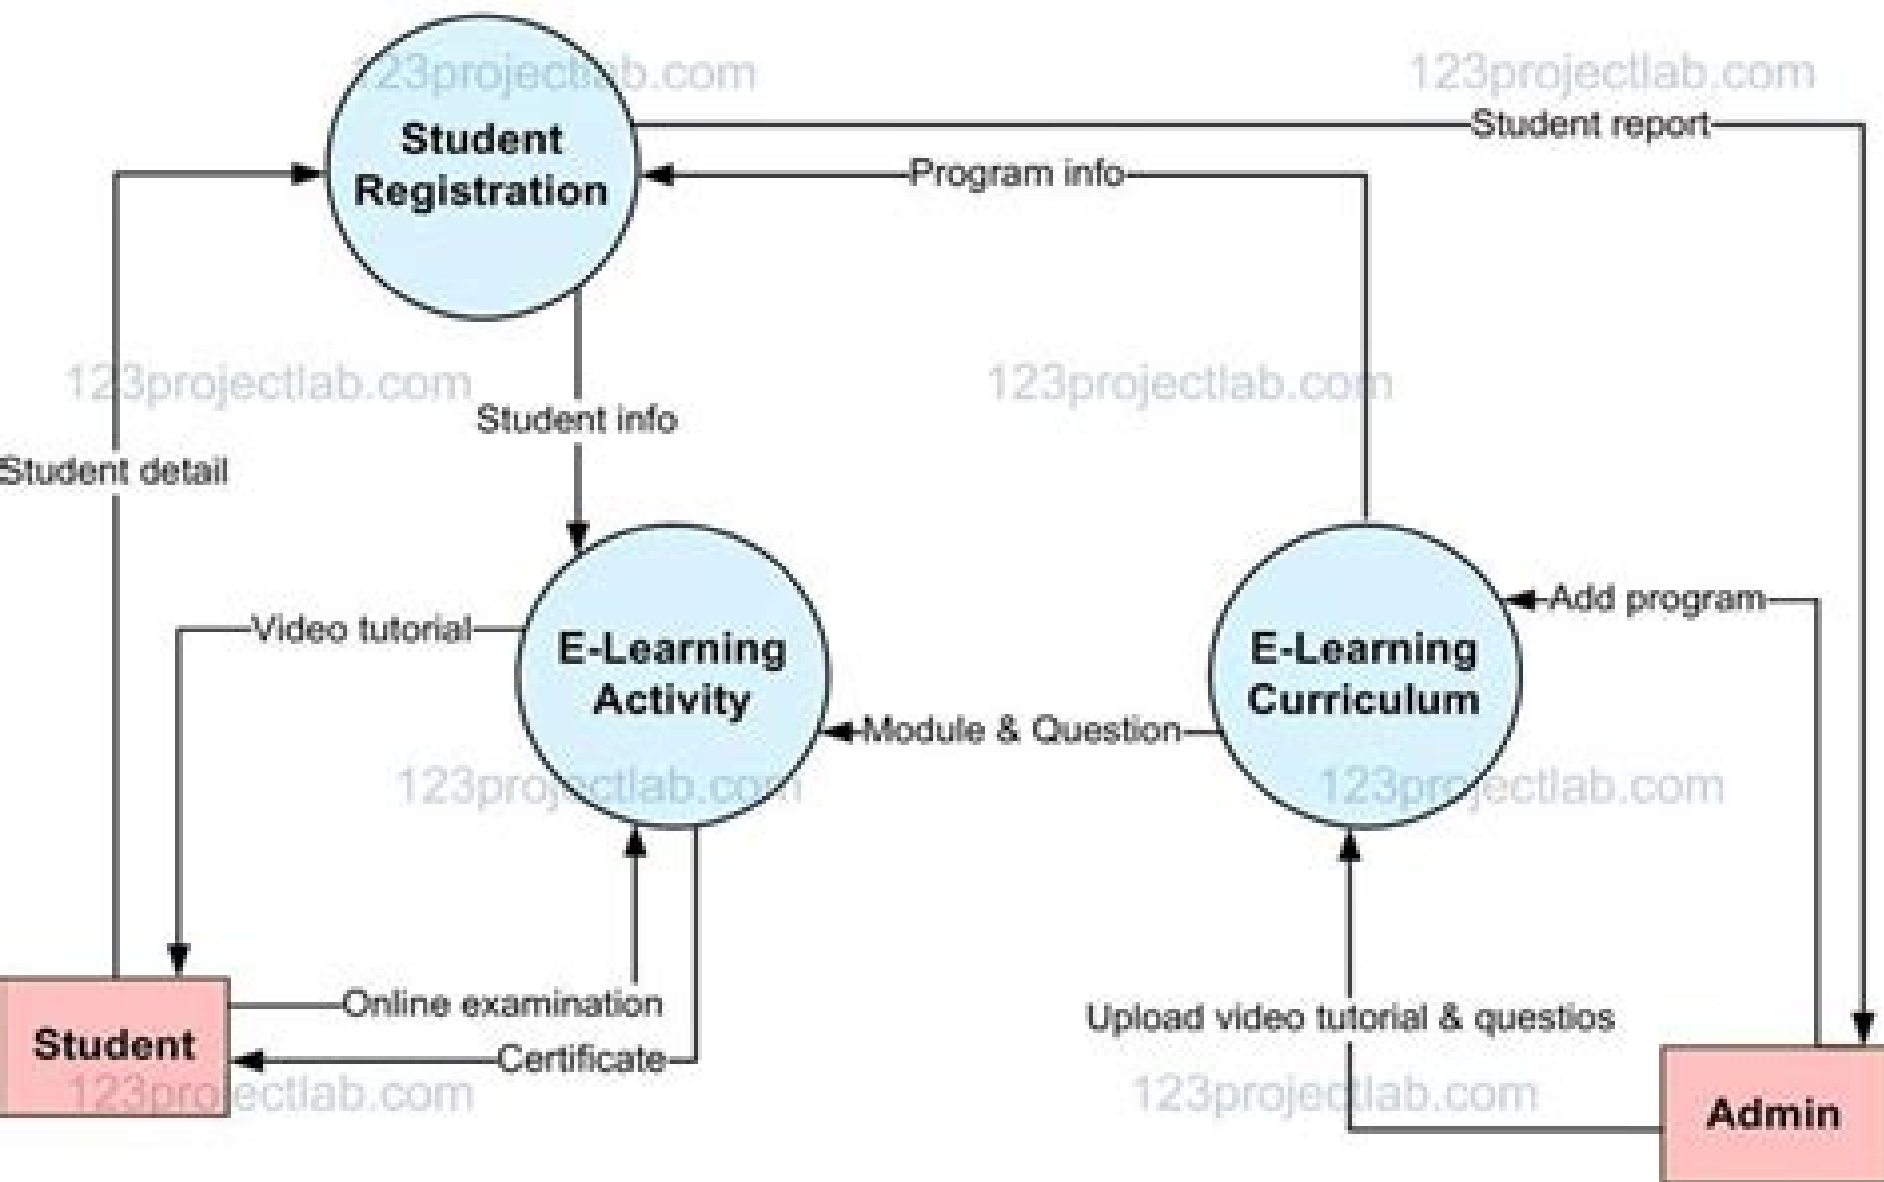 123projectlab.com
123projectlab.com
Student report
Student
Registration
Program info
123projectlab.com
123projectlab.com
Student info
Student detail
Add program
Video tutorial
E-Learning
Activity
E-Learning
Curriculum
Module & Question
123projectlab.com
123projectlab.com
Online examination
Upload video tutorial & questios
Student
Certificate
123projectlab.com
123projectlab.com
Admin